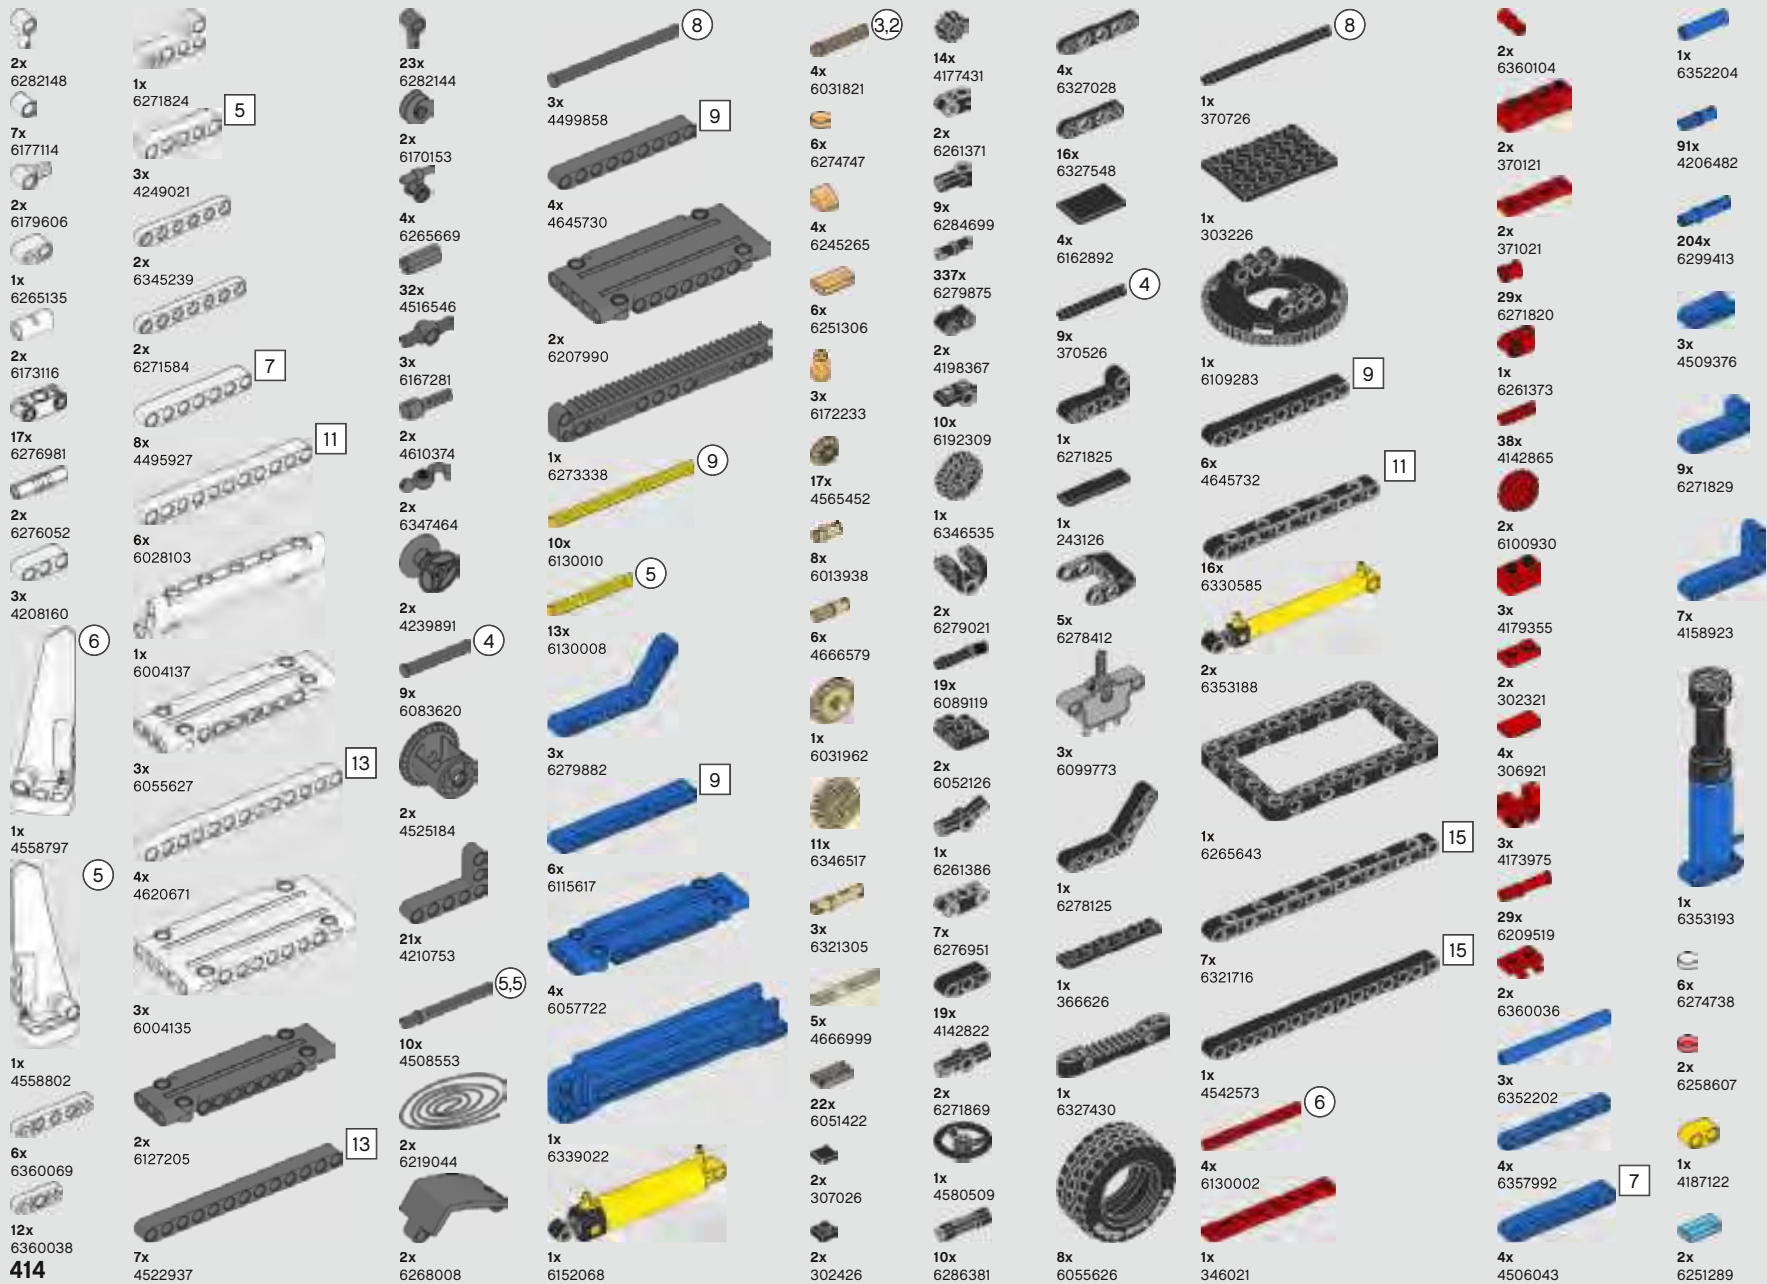 2x
6282148
7x
6177114
2x
6179606
1x
6265135
2x
6173116
17x
6276981
2x
6276052
3x
4208160
6
1x
4558797
5
1x
4558802
6x
6360069
12x
6360038
414
1x
6271824
5
3x
4249021
2x
6345239
2x
6271584
7
8x
4495927
11
6x
6028103
1x
6004137
3x
6055627
13
4x
4620671
3x
6004135
2x
6127205
13
7x
4522937
23x
6282144
2x
6170153
4x
6265669
32x
4516546
3x
6167281
2x
4610374
2x
6347464
2x
4239891
4
9x
6083620
2x
4525184
21x
4210753
5,5
10x
4508553
2x
6219044
2x
6268008
8
3x
4499858
9
4x
4645730
2x
6207990
1x
6273338
9
10x
6130010
5
13x
6130008
3x
6279882
9
6x
6115617
4x
6057722
1x
6339022
1x
6152068
3,2
4x
6031821
6x
6274747
4x
6245265
6x
6251306
3x
6172233
17x
4565452
8x
6013938
6x
4666579
1x
6031962
11x
6346517
3x
6321305
5x
4666999
22x
6051422
2x
307026
2x
302426
14x
4177431
2x
6261371
9x
6284699
337x
6279875
2x
4198367
10x
6192309
1x
6346535
2x
6279021
19x
6089119
2x
6052126
1x
6261386
7x
6276951
19x
4142822
2x
6271869
1x
4580509
10x
6286381
4x
6327028
16x
6327548
4x
6162892
4
9x
370526
1x
6271825
1x
243126
5x
6278412
3x
6099773
1x
6278125
1x
366626
1x
6327430
8x
6055626
8
1x
370726
1x
303226
1x
6109283
9
6x
4645732
11
16x
6330585
2x
6353188
1x
6265643
15
7x
6321716
15
1x
4542573
6
4x
6130002
1x
346021
2x
6360104
2x
370121
2x
371021
29x
6271820
1x
6261373
38x
4142865
2x
6100930
3x
4179355
2x
302321
4x
306921
3x
4173975
29x
6209519
2x
6360036
3x
6352202
4x
6357992
7
4x
4506043
1x
6352204
91x
4206482
204x
6299413
3x
4509376
9x
6271829
7x
4158923
1x
6353193
6x
6274738
2x
6258607
1x
4187122
2x
6251289